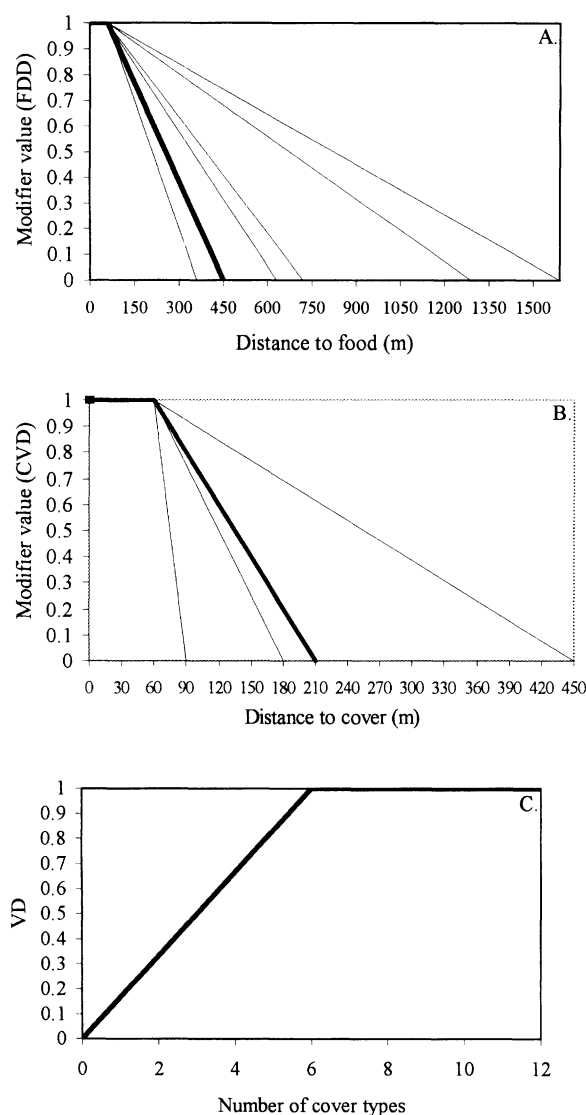 A.
Modifier value (FDD)
1
0.9
0.8
0.7
0.6
0.5
0.4
0.3
0.2
0.1
0
0 150 300 450 600 750 900 1050 1200 1350 1500
Distance to food (m)
B.
Modifier value (CVD)
1
0.9
0.8
0.7
0.6
0.5
0.4
0.3
0.2
0.1
0
0 30 60 90 120 150 180 210 240 270 300 330 360 390 420 450
Distance to cover (m)
C.
VD
1
0.9
0.8
0.7
0.6
0.5
0.4
0.3
0.2
0.1
0
0 2 4 6 8 10 12
Number of cover types